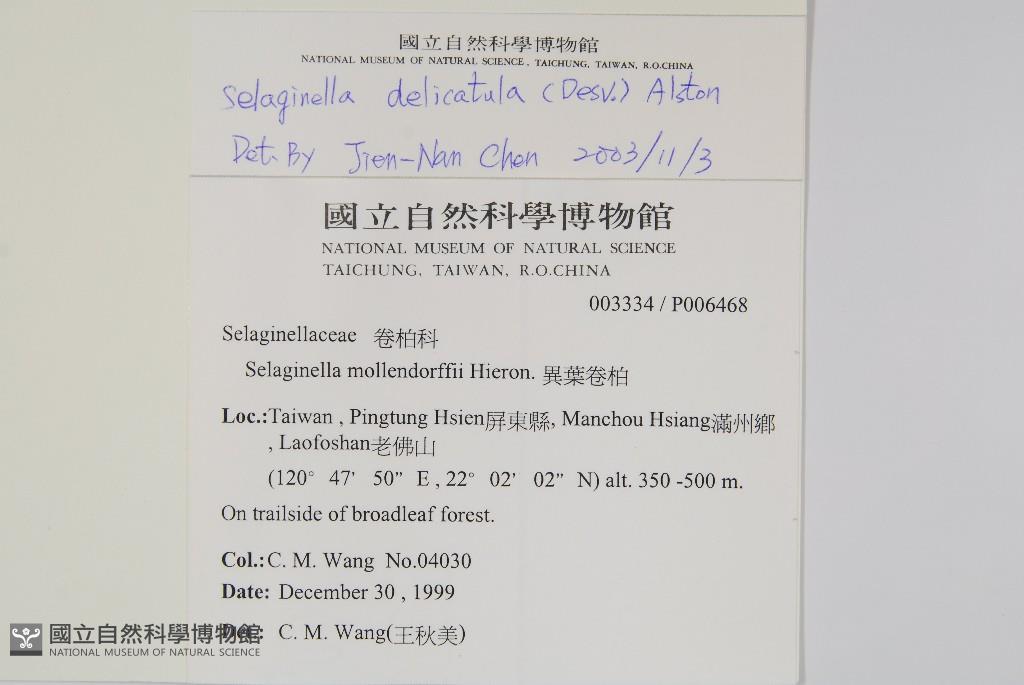 國立自然科學博物館
NATIONAL MUSEUM OF NATURAL SCIENCE, TAICHUNG, TAIWAN, R.O.CHINA
Selaginella delicatula (Desv.) Alston
Det. By Jien-Nan Chen 2003/11/3
國立自然科學博物館
NATIONAL MUSEUM OF NATURAL SCIENCE
TAICHUNG, TAIWAN, R.O.CHINA
003334 / P006468
Selaginellaceae 卷柏科
Selaginella mollendorffii Hieron. 異葉卷柏
Loc.:Taiwan , Pingtung Hsien屏東縣, Manchou Hsiang滿州鄉
, Laofoshan老佛山
(120° 47' 50" E , 22° 02' 02" N) alt. 350 -500 m.
On trailside of broadleaf forest.
Col.:C. M. Wang No.04030
Date: December 30 , 1999
Det: C. M. Wang(王秋美)
國立自然科學博物館
NATIONAL MUSEUM OF NATURAL SCIENCE